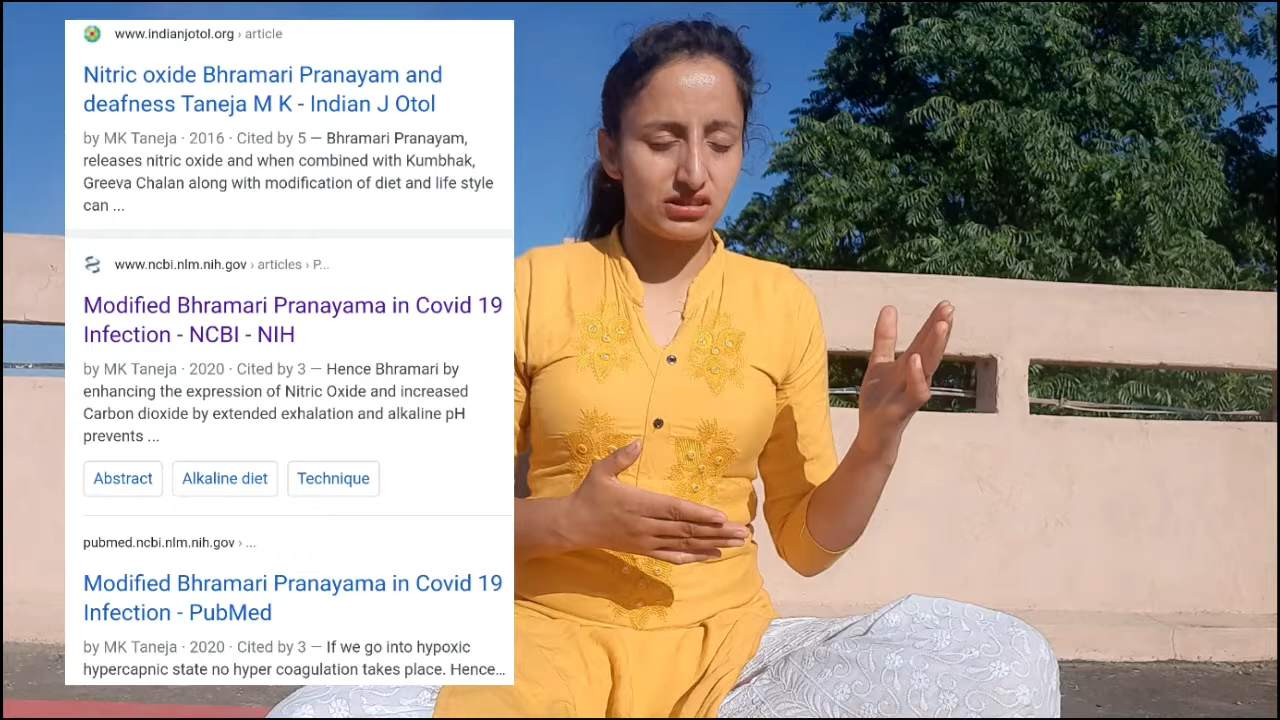 www.indianjotol.org › article
Nitric oxide Bhramari Pranayam and
deafness Taneja M K - Indian J Otol
by MK Taneja · 2016 · Cited by 5 — Bhramari Pranayam,
releases nitric oxide and when combined with Kumbhak,
Greeva Chalan along with modification of diet and life style
can ...
www.ncbi.nlm.nih.gov › articles › P...
Modified Bhramari Pranayama in Covid 19
Infection - NCBI - NIH
by MK Taneja · 2020 · Cited by 3 — Hence Bhramari by
enhancing the expression of Nitric Oxide and increased
Carbon dioxide by extended exhalation and alkaline pH
prevents ...
Abstract Alkaline diet Technique
pubmed.ncbi.nlm.nih.gov › ...
Modified Bhramari Pranayama in Covid 19
Infection - PubMed
by MK Taneja · 2020 · Cited by 3 — If we go into hypoxic
hypercapnic state no hyper coagulation takes place. Hence...